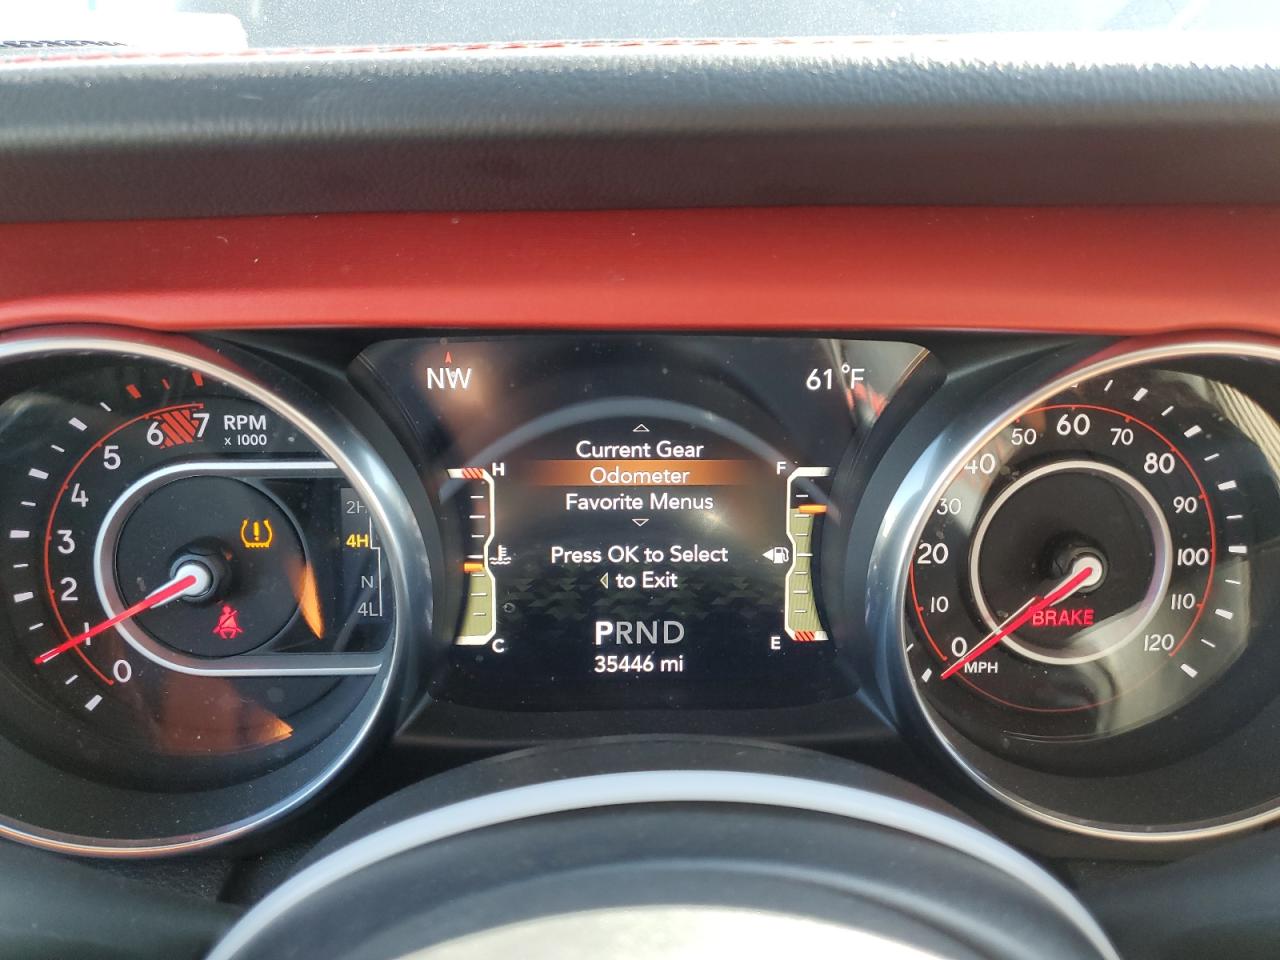 NW
61°F
RPM
x 1000
7
6
5
4
3
2
1
0
2H
4H
N
4L
H
C
Current Gear
Odometer
Favorite Menus
Press OK to Select
to Exit
PRND
35446 mi
F
E
0
10
20
30
40
50
60
70
80
90
100
110
120
MPH
BRAKE